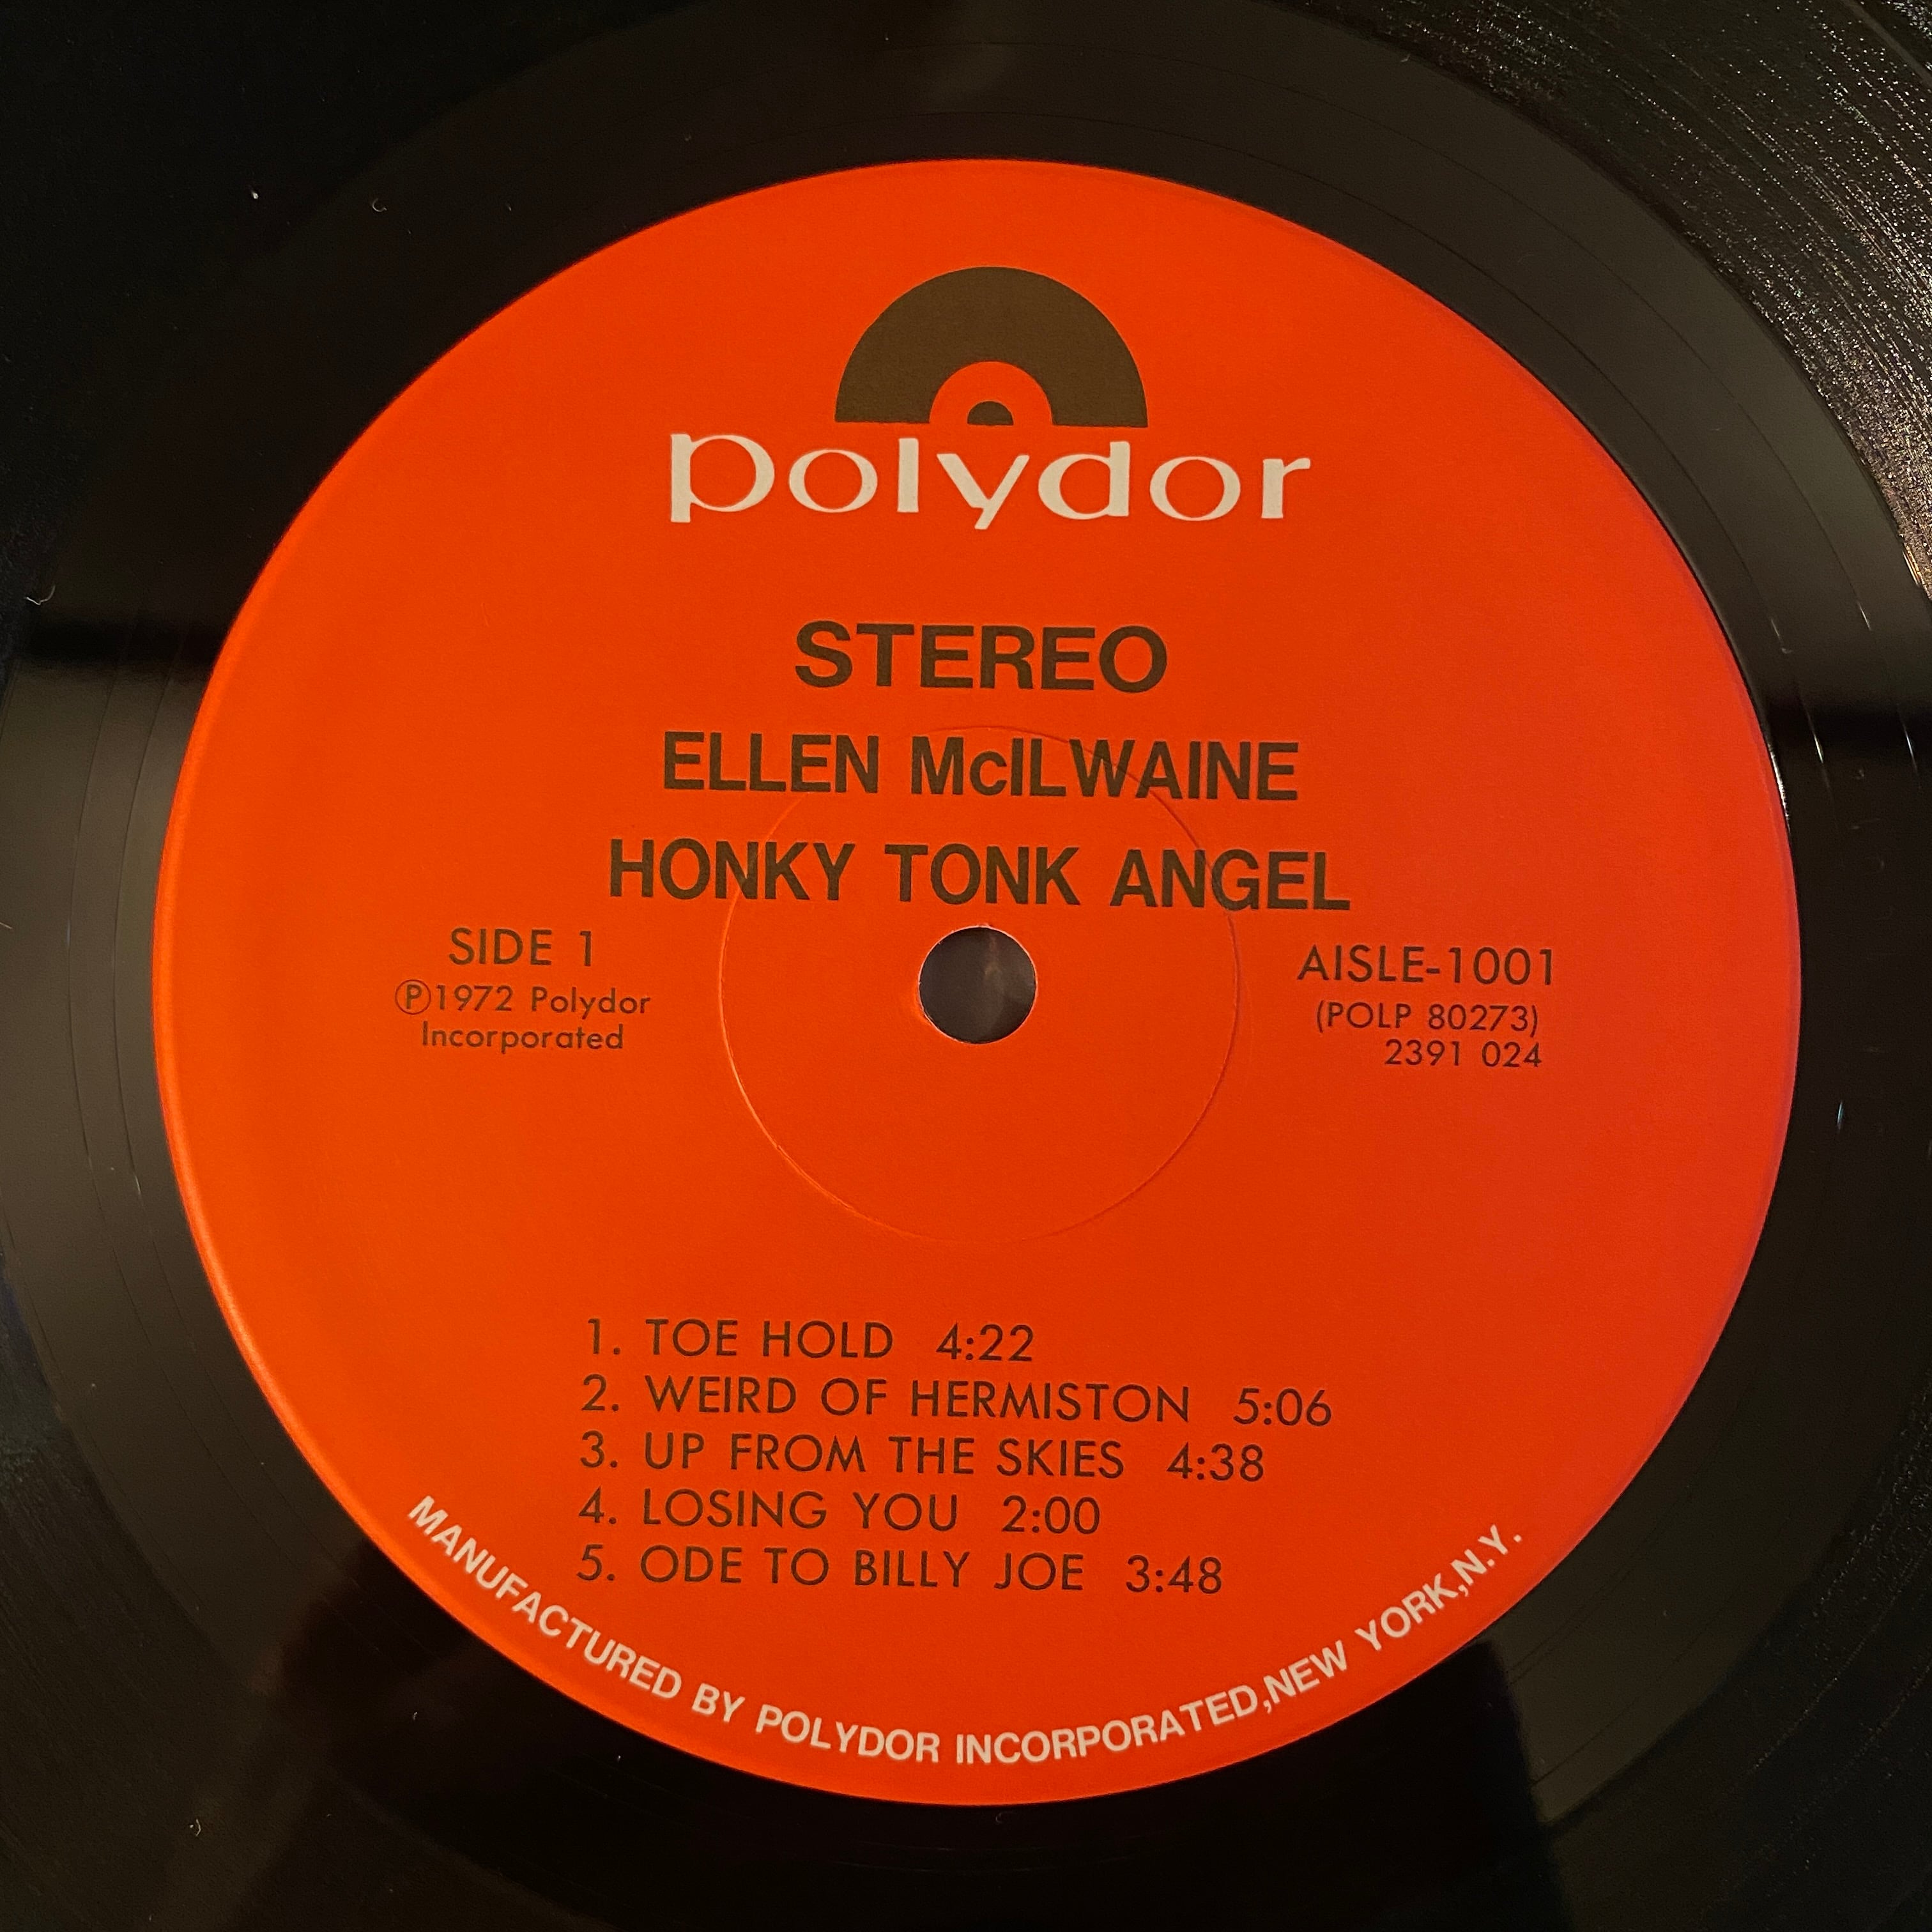 polydor
STEREO
ELLEN McILWAINE
HONKY TONK ANGEL
SIDE 1
Ⓟ1972 Polydor
Incorporated
AISLE-1001
(POLP 80273)
2391 024
1. TOE HOLD 4:22
2. WEIRD OF HERMISTON 5:06
3. UP FROM THE SKIES 4:38
4. LOSING YOU 2:00
5. ODE TO BILLY JOE 3:48
MANUFACTURED BY POLYDOR INCORPORATED,NEW YORK,N.Y.